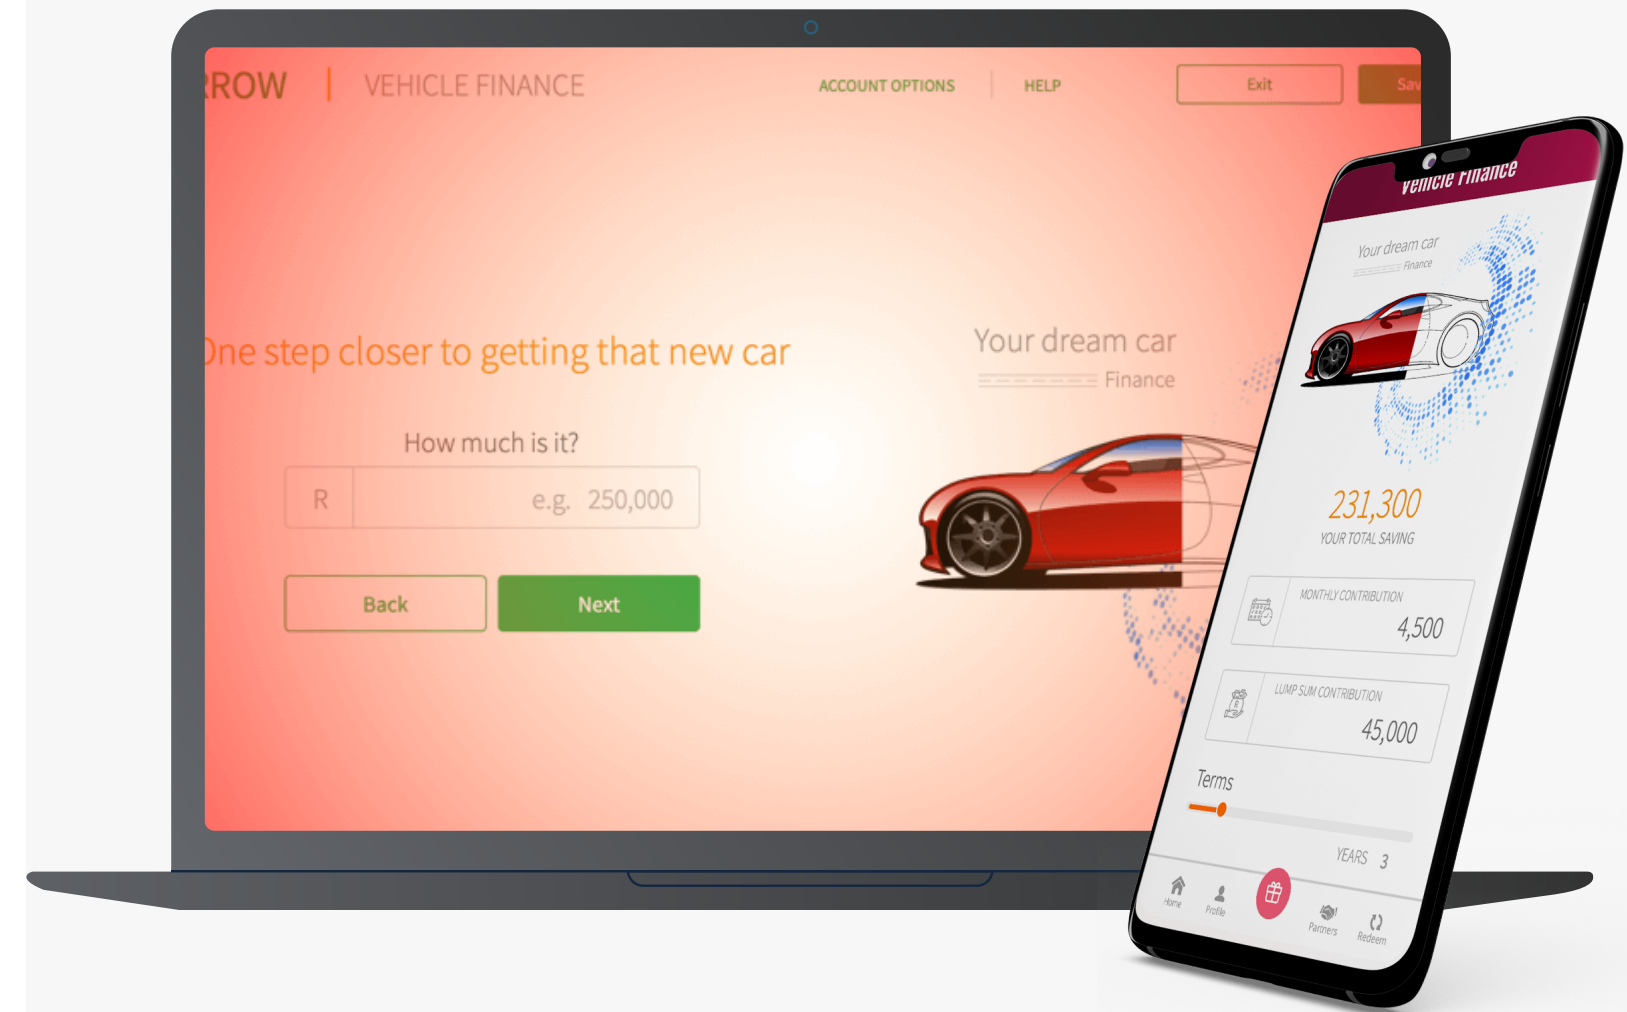 RROW | VEHICLE FINANCE
ACCOUNT OPTIONS
HELP
Exit
Sav
One step closer to getting that new car
How much is it?
R
e.g. 250,000
Back
Next
Your dream car
Finance
Vehicle Finance
Your dream car
Finance
231,300
YOUR TOTAL SAVING
MONTHLY CONTRIBUTION
4,500
LUMP SUM CONTRIBUTION
45,000
Terms
YEARS 3
Home
Profile
Partners
Redeem